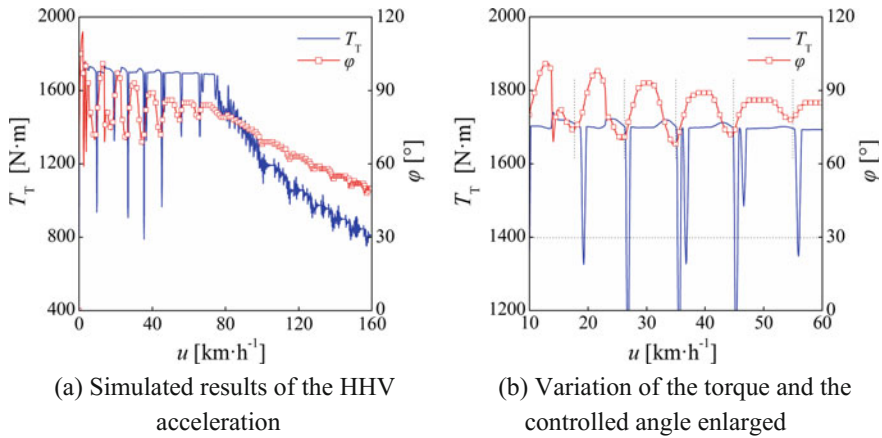 2000
1600
1200
800
400
T_T [N·m]
120
90
60
30
0
φ [°]
T_T
φ
0 40 80 120 160
u [km·h⁻¹]
(a) Simulated results of the HHV
acceleration
2000
1800
1600
1400
1200
T_T [N·m]
120
90
60
30
0
φ [°]
T_T
φ
10 20 30 40 50 60
u [km·h⁻¹]
(b) Variation of the torque and the
controlled angle enlarged